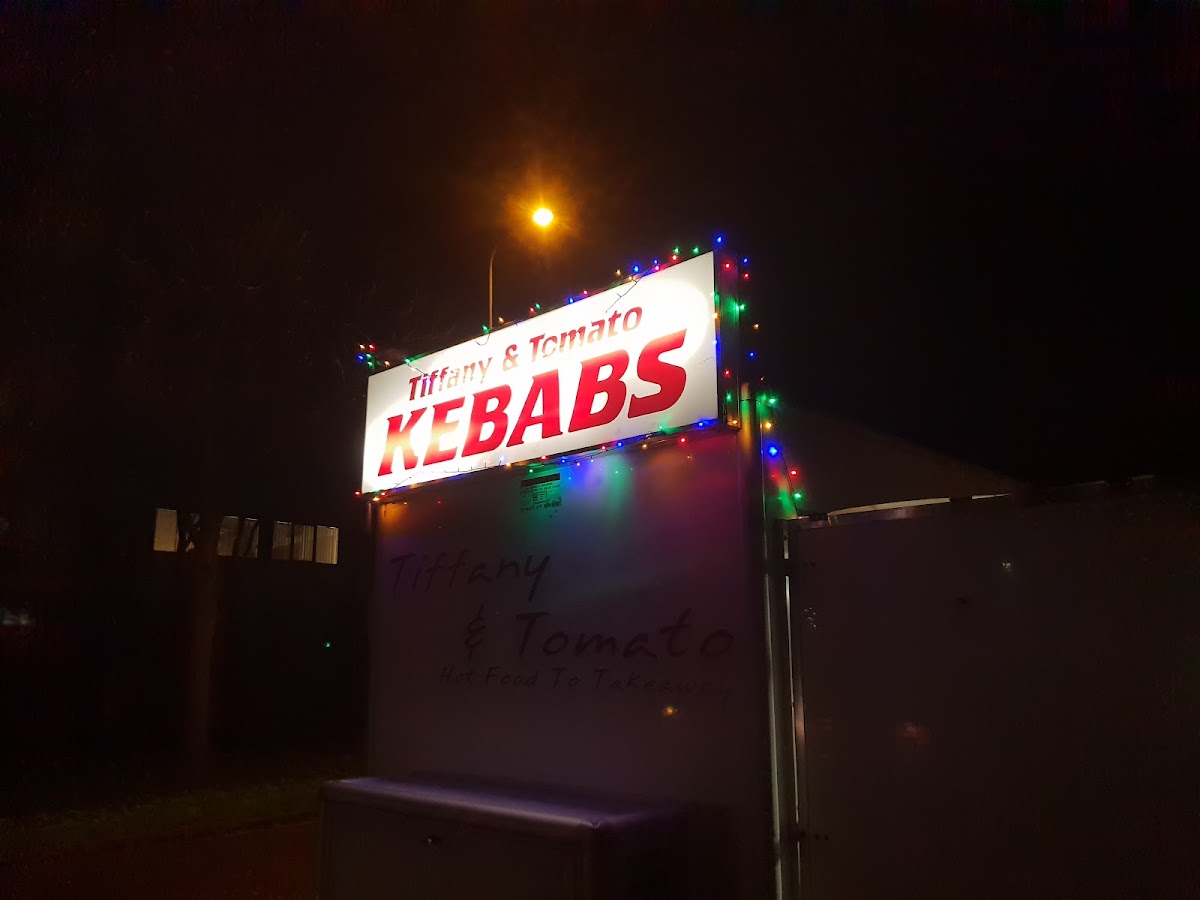 Tiffany & Tomato
KEBABS
Tiffany
& Tomato
Hot Food To Takeaway